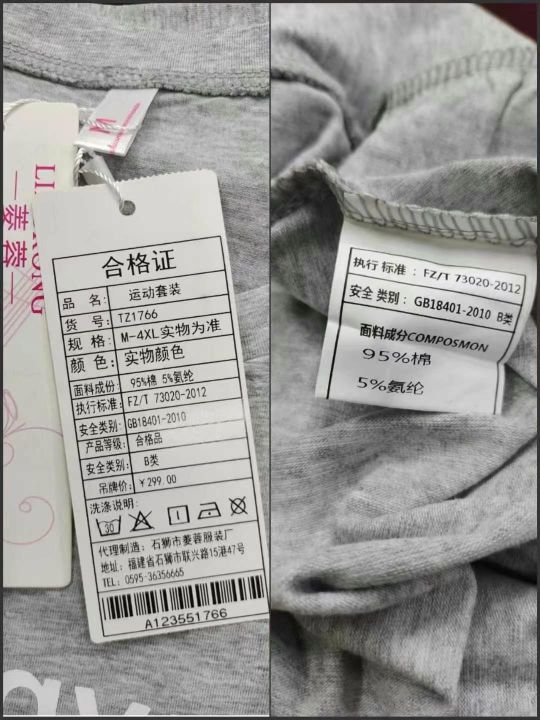 M
一菱蓉一
合格证
品 名: 运动套装
货 号: TZ1766
规 格: M-4XL实物为准
颜 色: 实物颜色
面料成份: 95%棉 5%氨纶
执行标准: FZ/T 73020-2012
安全类别: GB18401-2010
产品等级: 合格品
安全类别: B类
吊牌价: ¥299.00
洗涤说明:
30
代理制造: 石狮市菱蓉服装厂
地址: 福建省石狮市联兴路15港47号
TEL: 0595-36356665
A123551766
执行 标准 : FZ/T 73020-2012
安全 类别 : GB18401-2010 B类
面料成分COMPOSMON
95%棉
5%氨纶